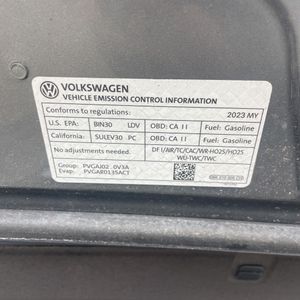 VOLKSWAGEN
VEHICLE EMISSION CONTROL INFORMATION
Conforms to regulations: 2023 MY
U.S. EPA: BIN30 LDV OBD: CA II Fuel: Gasoline
California: SULEV30 PC OBD: CA II Fuel: Gasoline
No adjustments needed.
DFI/AIR/TC/CAC/WR-HO2S/HO2S
WU-TWC/TWC
Group: PVGAJ02. 0V3A
Evap: PVGAR0135ACT